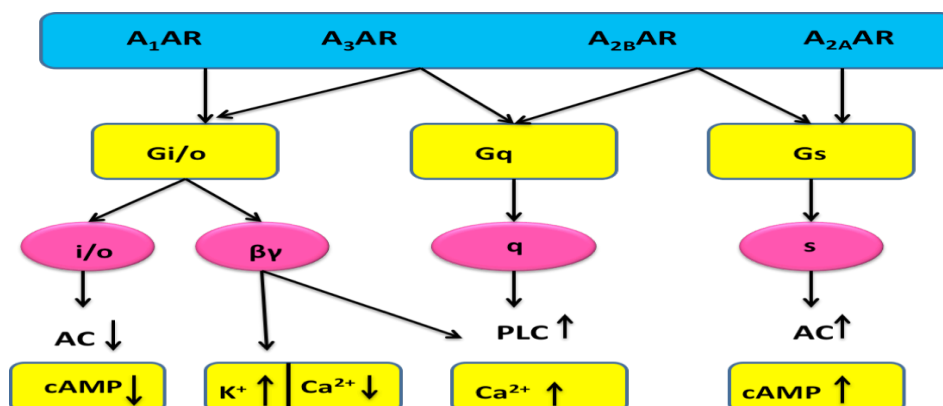 A₁AR A₃AR A₂BAR A₂AAR
Gi/o Gq Gs
i/o βγ q s
AC ↓ PLC ↑ AC ↑
cAMP ↓ K⁺ ↑ Ca²⁺ ↓ Ca²⁺ ↑ cAMP ↑